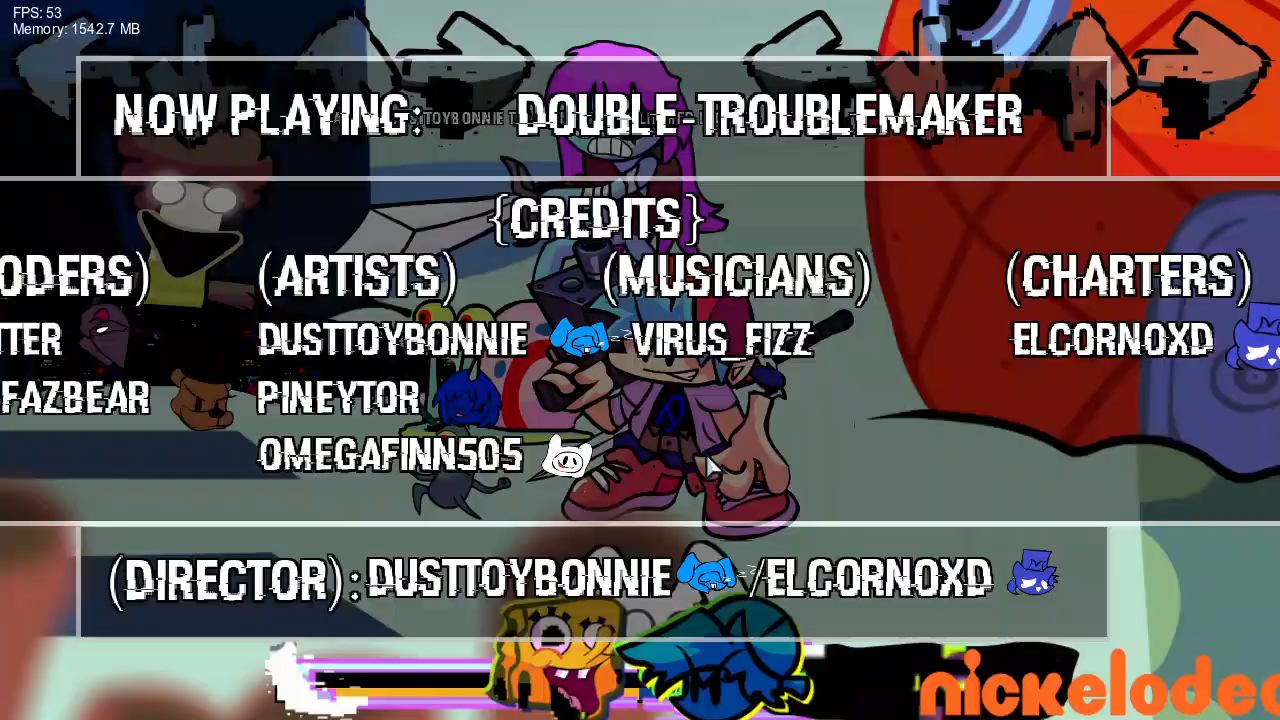 FPS: 53
Memory: 1542.7 MB
NOW PLAYING: DOUBLE-TROUBLEMAKER
{CREDITS}
ODERS) (ARTISTS) (MUSICIANS) (CHARTERS)
TTER DUSTTOYBONNIE VIRUS_FIZZ ELCORNOXD
FAZBEAR PINEYTOR
OMEGAFINN505
(DIRECTOR): DUSTTOYBONNIE /ELCORNOXD
nickelodeo